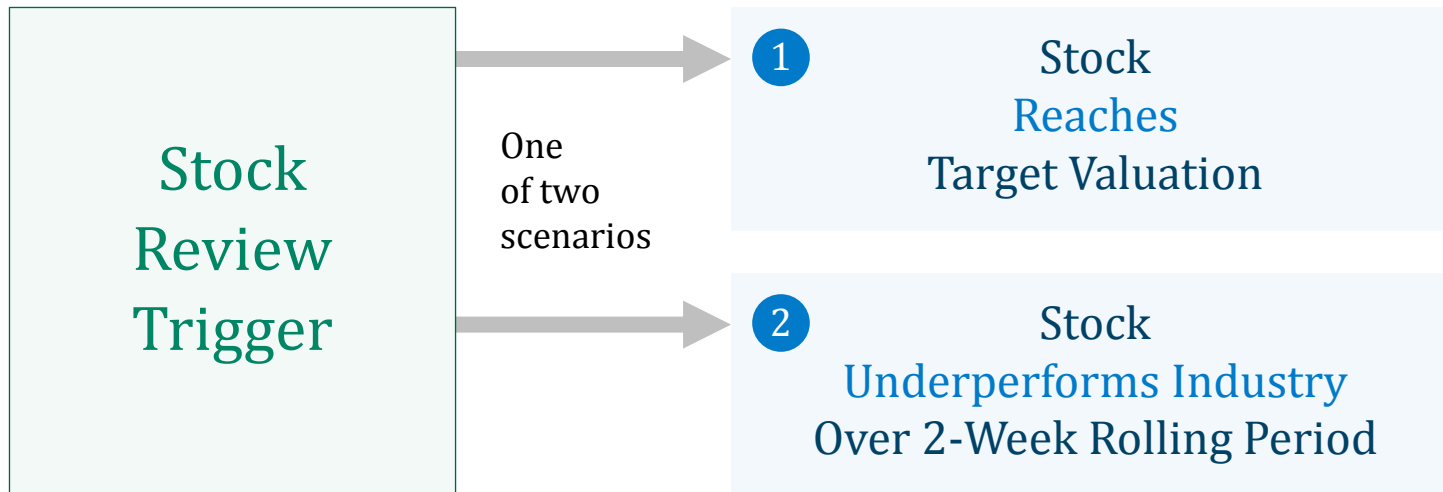 Stock
Review
Trigger
One
of two
scenarios
1
Stock
Reaches
Target Valuation
2
Stock
Underperforms Industry
Over 2-Week Rolling Period